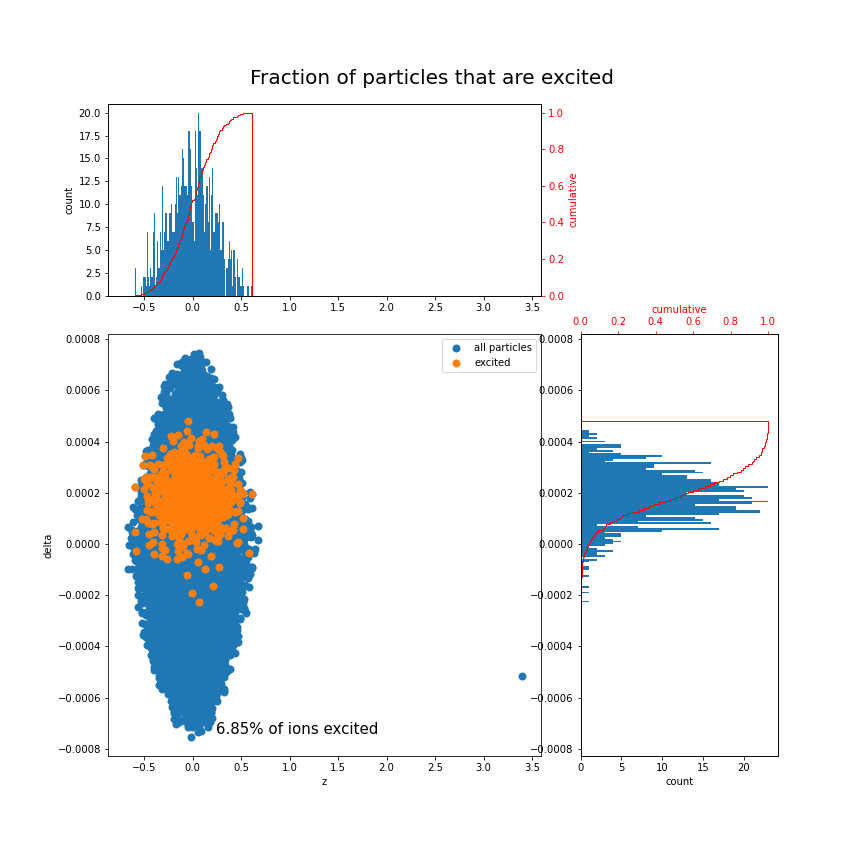 Fraction of particles that are excited
20.0
17.5
15.0
12.5
10.0
7.5
5.0
2.5
0.0
count
1.0
0.8
0.6
0.4
0.2
0.0
cumulative
−0.5 0.0 0.5 1.0 1.5 2.0 2.5 3.0 3.5
cumulative
0.0 0.2 0.4 0.6 0.8 1.0
all particles
excited
0.0008
0.0006
0.0004
0.0002
0.0000
−0.0002
−0.0004
−0.0006
−0.0008
delta
6.85% of ions excited
−0.5 0.0 0.5 1.0 1.5 2.0 2.5 3.0 3.5
z
0.0008
0.0006
0.0004
0.0002
0.0000
−0.0002
−0.0004
−0.0006
−0.0008
0 5 10 15 20
count